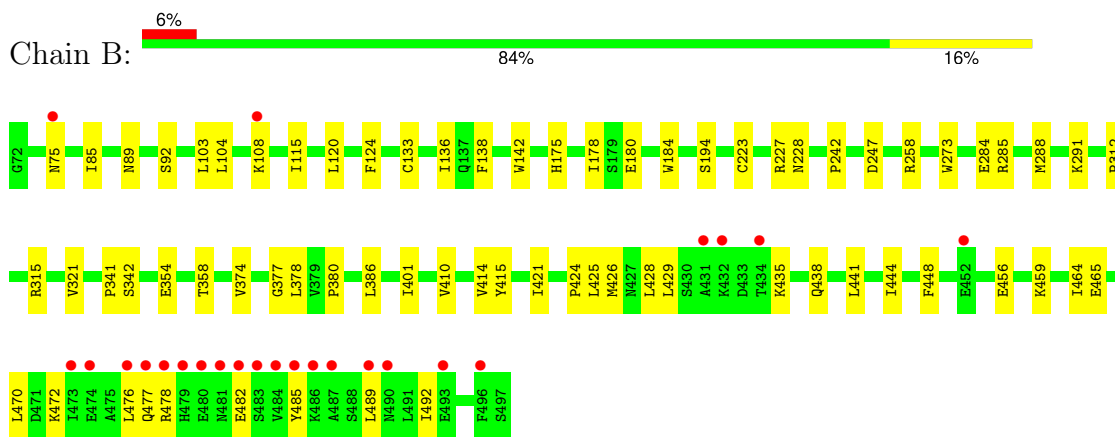 6%
Chain B:
84% 16%
G72 N75 I85 N89 S92 L103 L104 K108 I115 L120 F124 C133 I136 Q137 F138 W142 H175 I178 S179 E180 W184 S194 C223 R227 N228 P242 D247 R258 W273 E284 R285 M288 K291
R315 V321 P341 S342 E354 T358 V374 G377 L378 V379 P380 L386 I401 V410 V414 Y415 I421 P424 L425 M426 N427 L428 L429 S430 A431 K432 D433 T434 K435 Q438 L441 I444 F448 E452 E456 K459 I464 E465
L470 D471 K472 I473 E474 A475 L476 Q477 R478 H479 E480 N481 E482 S483 V484 Y485 K486 A487 S488 L489 N490 L491 I492 E493 F496 S497